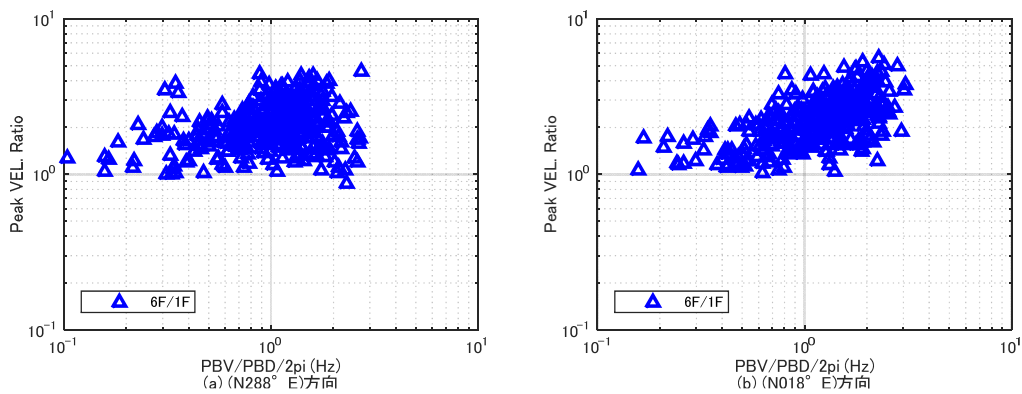 10^1
10^0
10^-1
Peak VEL. Ratio
6F/1F
10^-1
10^0
10^1
PBV/PBD/2pi (Hz)
(a) (N288° E)方向
10^1
10^0
10^-1
Peak VEL. Ratio
6F/1F
10^-1
10^0
10^1
PBV/PBD/2pi (Hz)
(b) (N018° E)方向